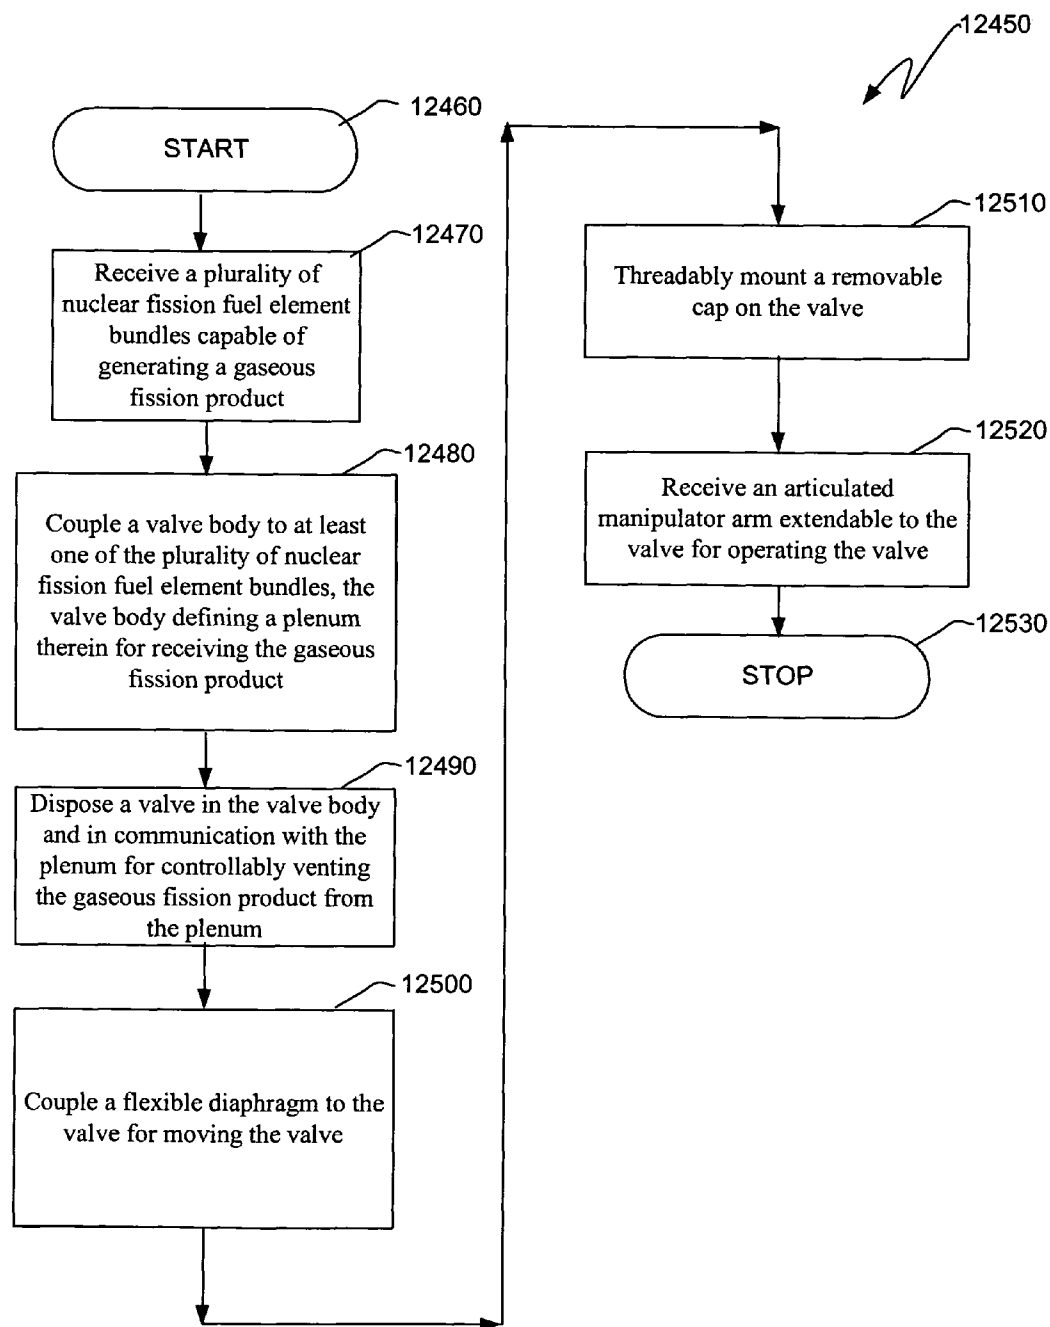 12450
12460
START
12470
Receive a plurality of
nuclear fission fuel element
bundles capable of
generating a gaseous
fission product
12480
Couple a valve body to at least
one of the plurality of nuclear
fission fuel element bundles, the
valve body defining a plenum
therein for receiving the gaseous
fission product
12490
Dispose a valve in the valve body
and in communication with the
plenum for controllably venting
the gaseous fission product from
the plenum
12500
Couple a flexible diaphragm to the
valve for moving the valve
12510
Threadably mount a removable
cap on the valve
12520
Receive an articulated
manipulator arm extendable to the
valve for operating the valve
12530
STOP